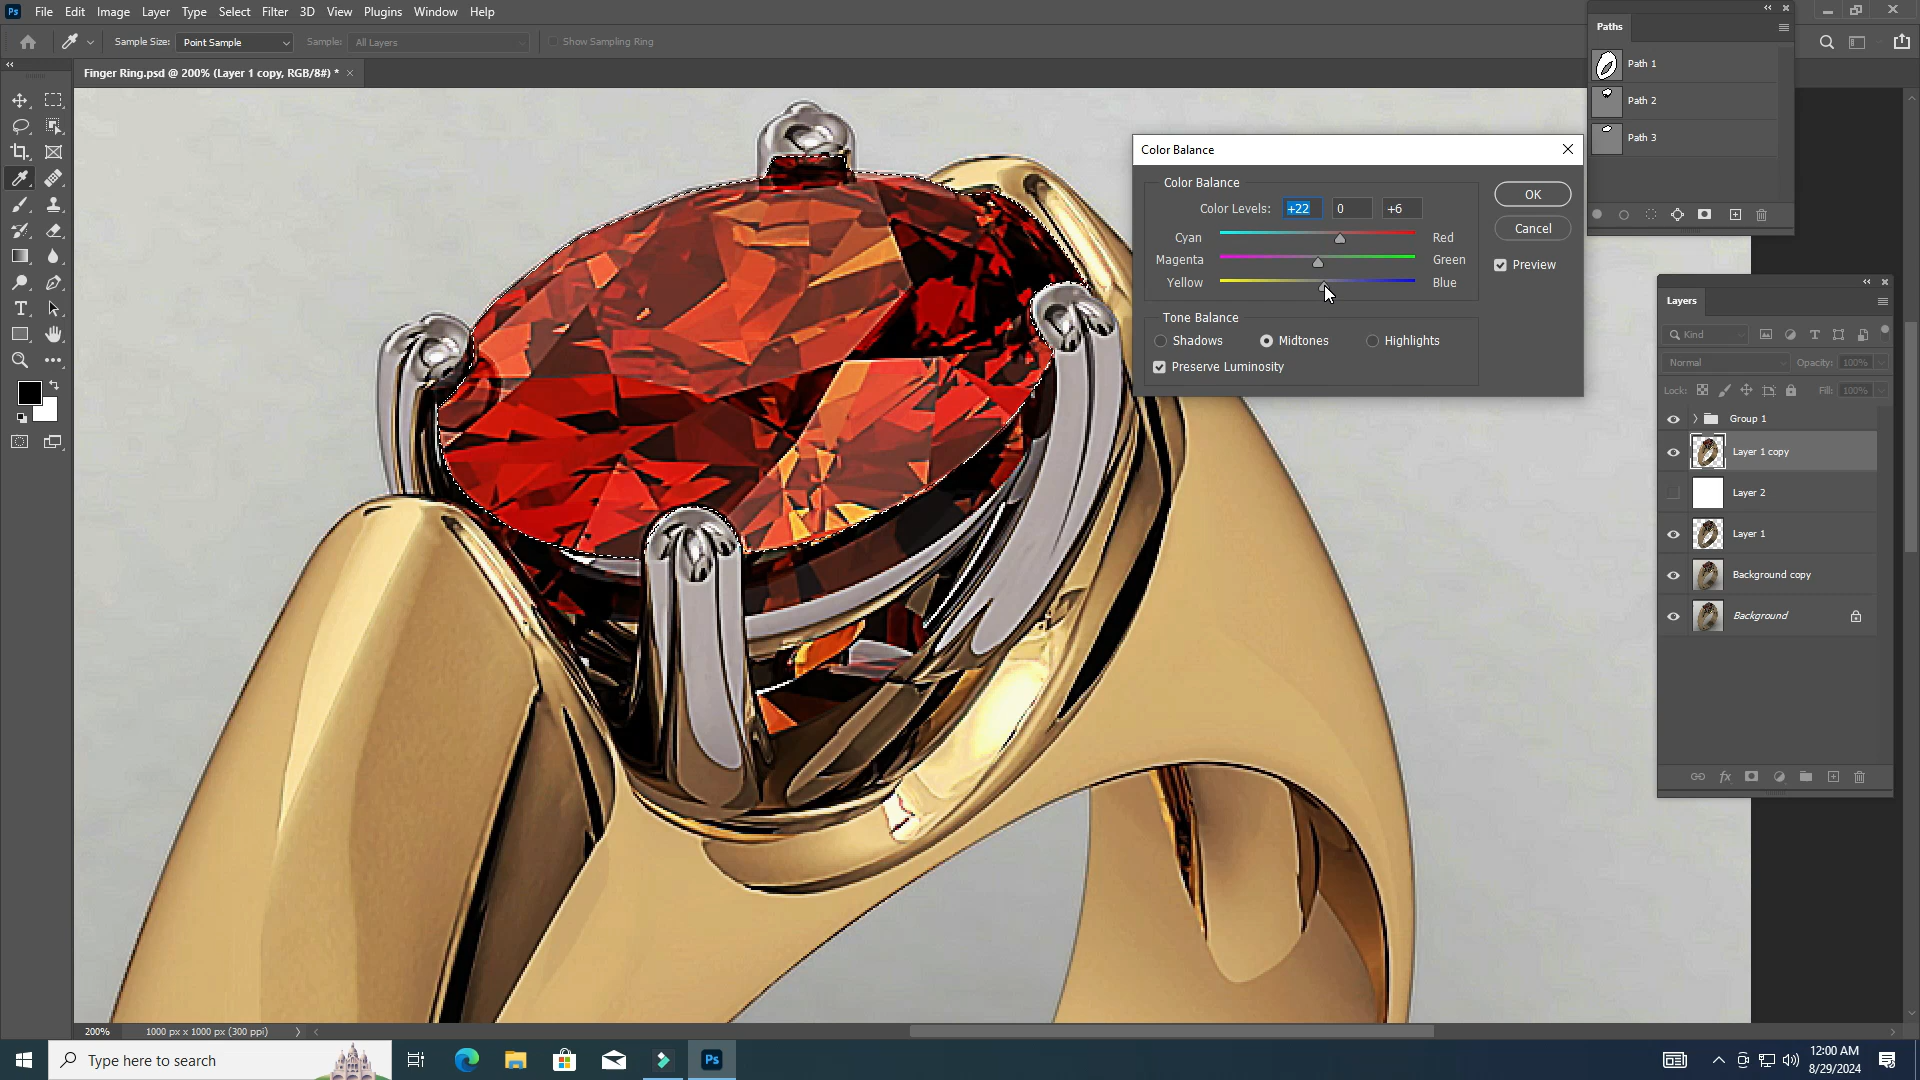 Ps File Edit Image Layer Type Select Filter 3D View Plugins Window Help
Sample Size: Point Sample Sample: All Layers Show Sampling Ring
Finger Ring.psd @ 200% (Layer 1 copy, RGB/8#) *
Paths
Path 1
Path 2
Path 3
Color Balance
Color Balance
Color Levels: +22 0 +6
Cyan Red
Magenta Green
Yellow Blue
Tone Balance
Shadows Midtones Highlights
Preserve Luminosity
OK
Cancel
Preview
Layers
Kind
Normal Opacity: 100%
Lock: Fill: 100%
Group 1
Layer 1 copy
Layer 2
Layer 1
Background copy
Background
200% 1000 px x 1000 px (300 ppi)
Type here to search
Ps
12:00 AM
8/29/2024